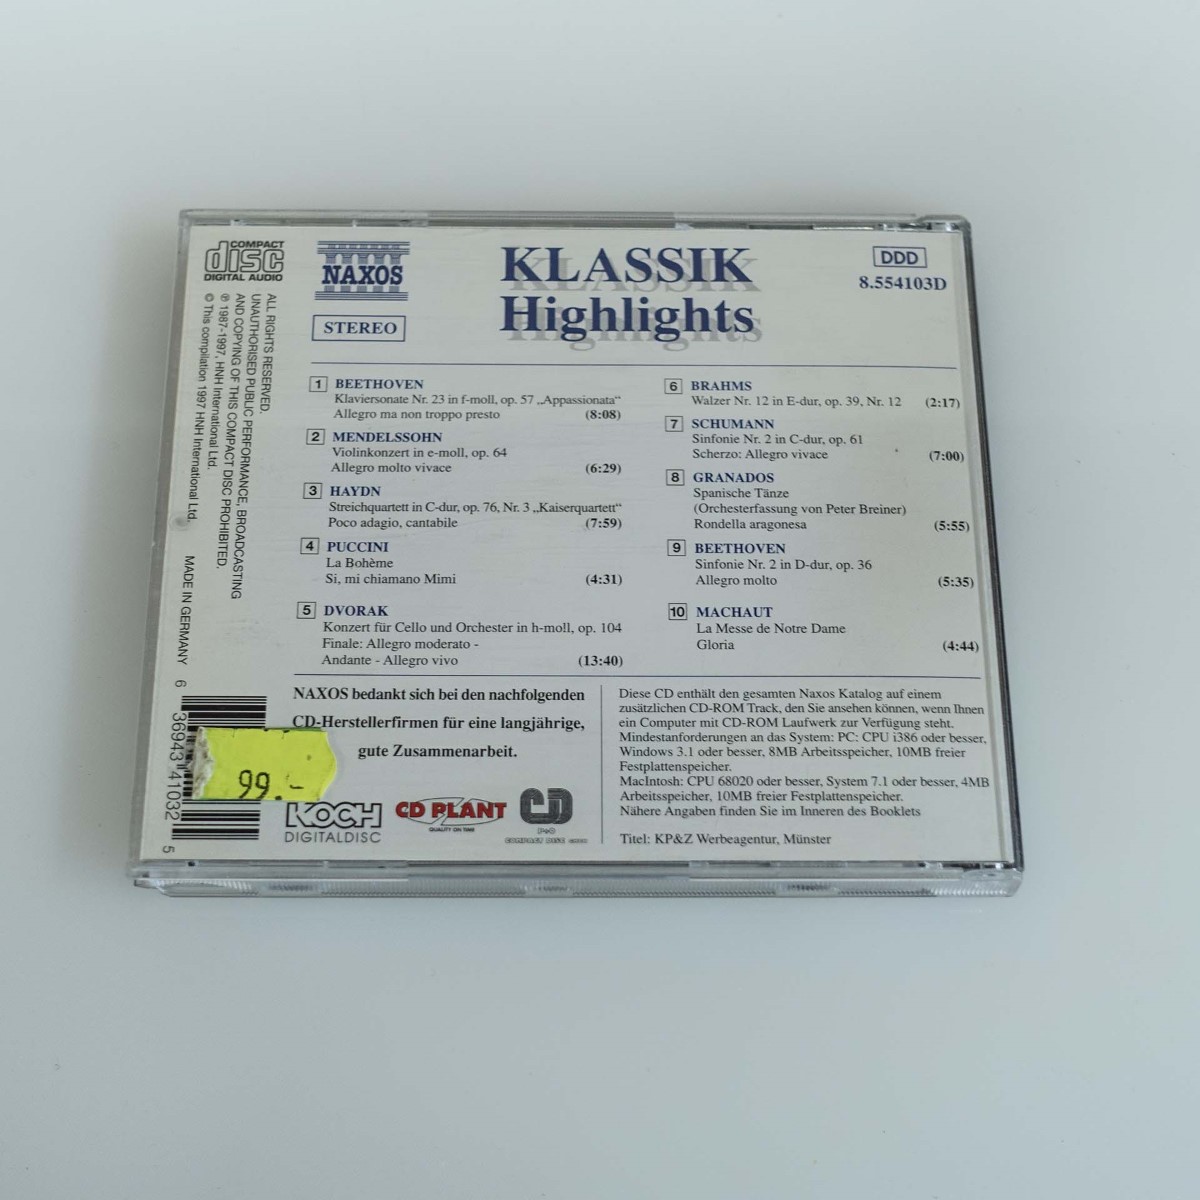 COMPACT
disc
DIGITAL AUDIO
NAXOS
STEREO
KLASSIK
Highlights
DDD
8.554103D
ALL RIGHTS RESERVED.
UNAUTHORISED PUBLIC PERFORMANCE, BROADCASTING
AND COPYING OF THIS COMPACT DISC PROHIBITED.
℗ 1987-1997, HNH International Ltd.
© This compilation 1997 HNH International Ltd.
MADE IN GERMANY
1 BEETHOVEN
Klaviersonate Nr. 23 in f-moll, op. 57 „Appassionata“
Allegro ma non troppo presto (8:08)
2 MENDELSSOHN
Violinkonzert in e-moll, op. 64
Allegro molto vivace (6:29)
3 HAYDN
Streichquartett in C-dur, op. 76, Nr. 3 „Kaiserquartett“
Poco adagio, cantabile (7:59)
4 PUCCINI
La Bohème
Si, mi chiamano Mimi (4:31)
5 DVORAK
Konzert für Cello und Orchester in h-moll, op. 104
Finale: Allegro moderato -
Andante - Allegro vivo (13:40)
6 BRAHMS
Walzer Nr. 12 in E-dur, op. 39, Nr. 12 (2:17)
7 SCHUMANN
Sinfonie Nr. 2 in C-dur, op. 61
Scherzo: Allegro vivace (7:00)
8 GRANADOS
Spanische Tänze
(Orchesterfassung von Peter Breiner)
Rondella aragonesa (5:55)
9 BEETHOVEN
Sinfonie Nr. 2 in D-dur, op. 36
Allegro molto (5:35)
10 MACHAUT
La Messe de Notre Dame
Gloria (4:44)
NAXOS bedankt sich bei den nachfolgenden
CD-Herstellerfirmen für eine langjährige,
gute Zusammenarbeit.
6 36943 41032 5
99.-
KOCH
DIGITALDISC
CD PLANT
QUALITY ON TIME
CD
P+O
COMPACT DISC
Diese CD enthält den gesamten Naxos Katalog auf einem
zusätzlichen CD-ROM Track, den Sie ansehen können, wenn Ihnen
ein Computer mit CD-ROM Laufwerk zur Verfügung steht.
Mindestanforderungen an das System: PC: CPU i386 oder besser,
Windows 3.1 oder besser, 8MB Arbeitsspeicher, 10MB freier
Festplattenspeicher.
MacIntosh: CPU 68020 oder besser, System 7.1 oder besser, 4MB
Arbeitsspeicher, 10MB freier Festplattenspeicher.
Nähere Angaben finden Sie im Inneren des Booklets
Titel: KP&Z Werbeagentur, Münster